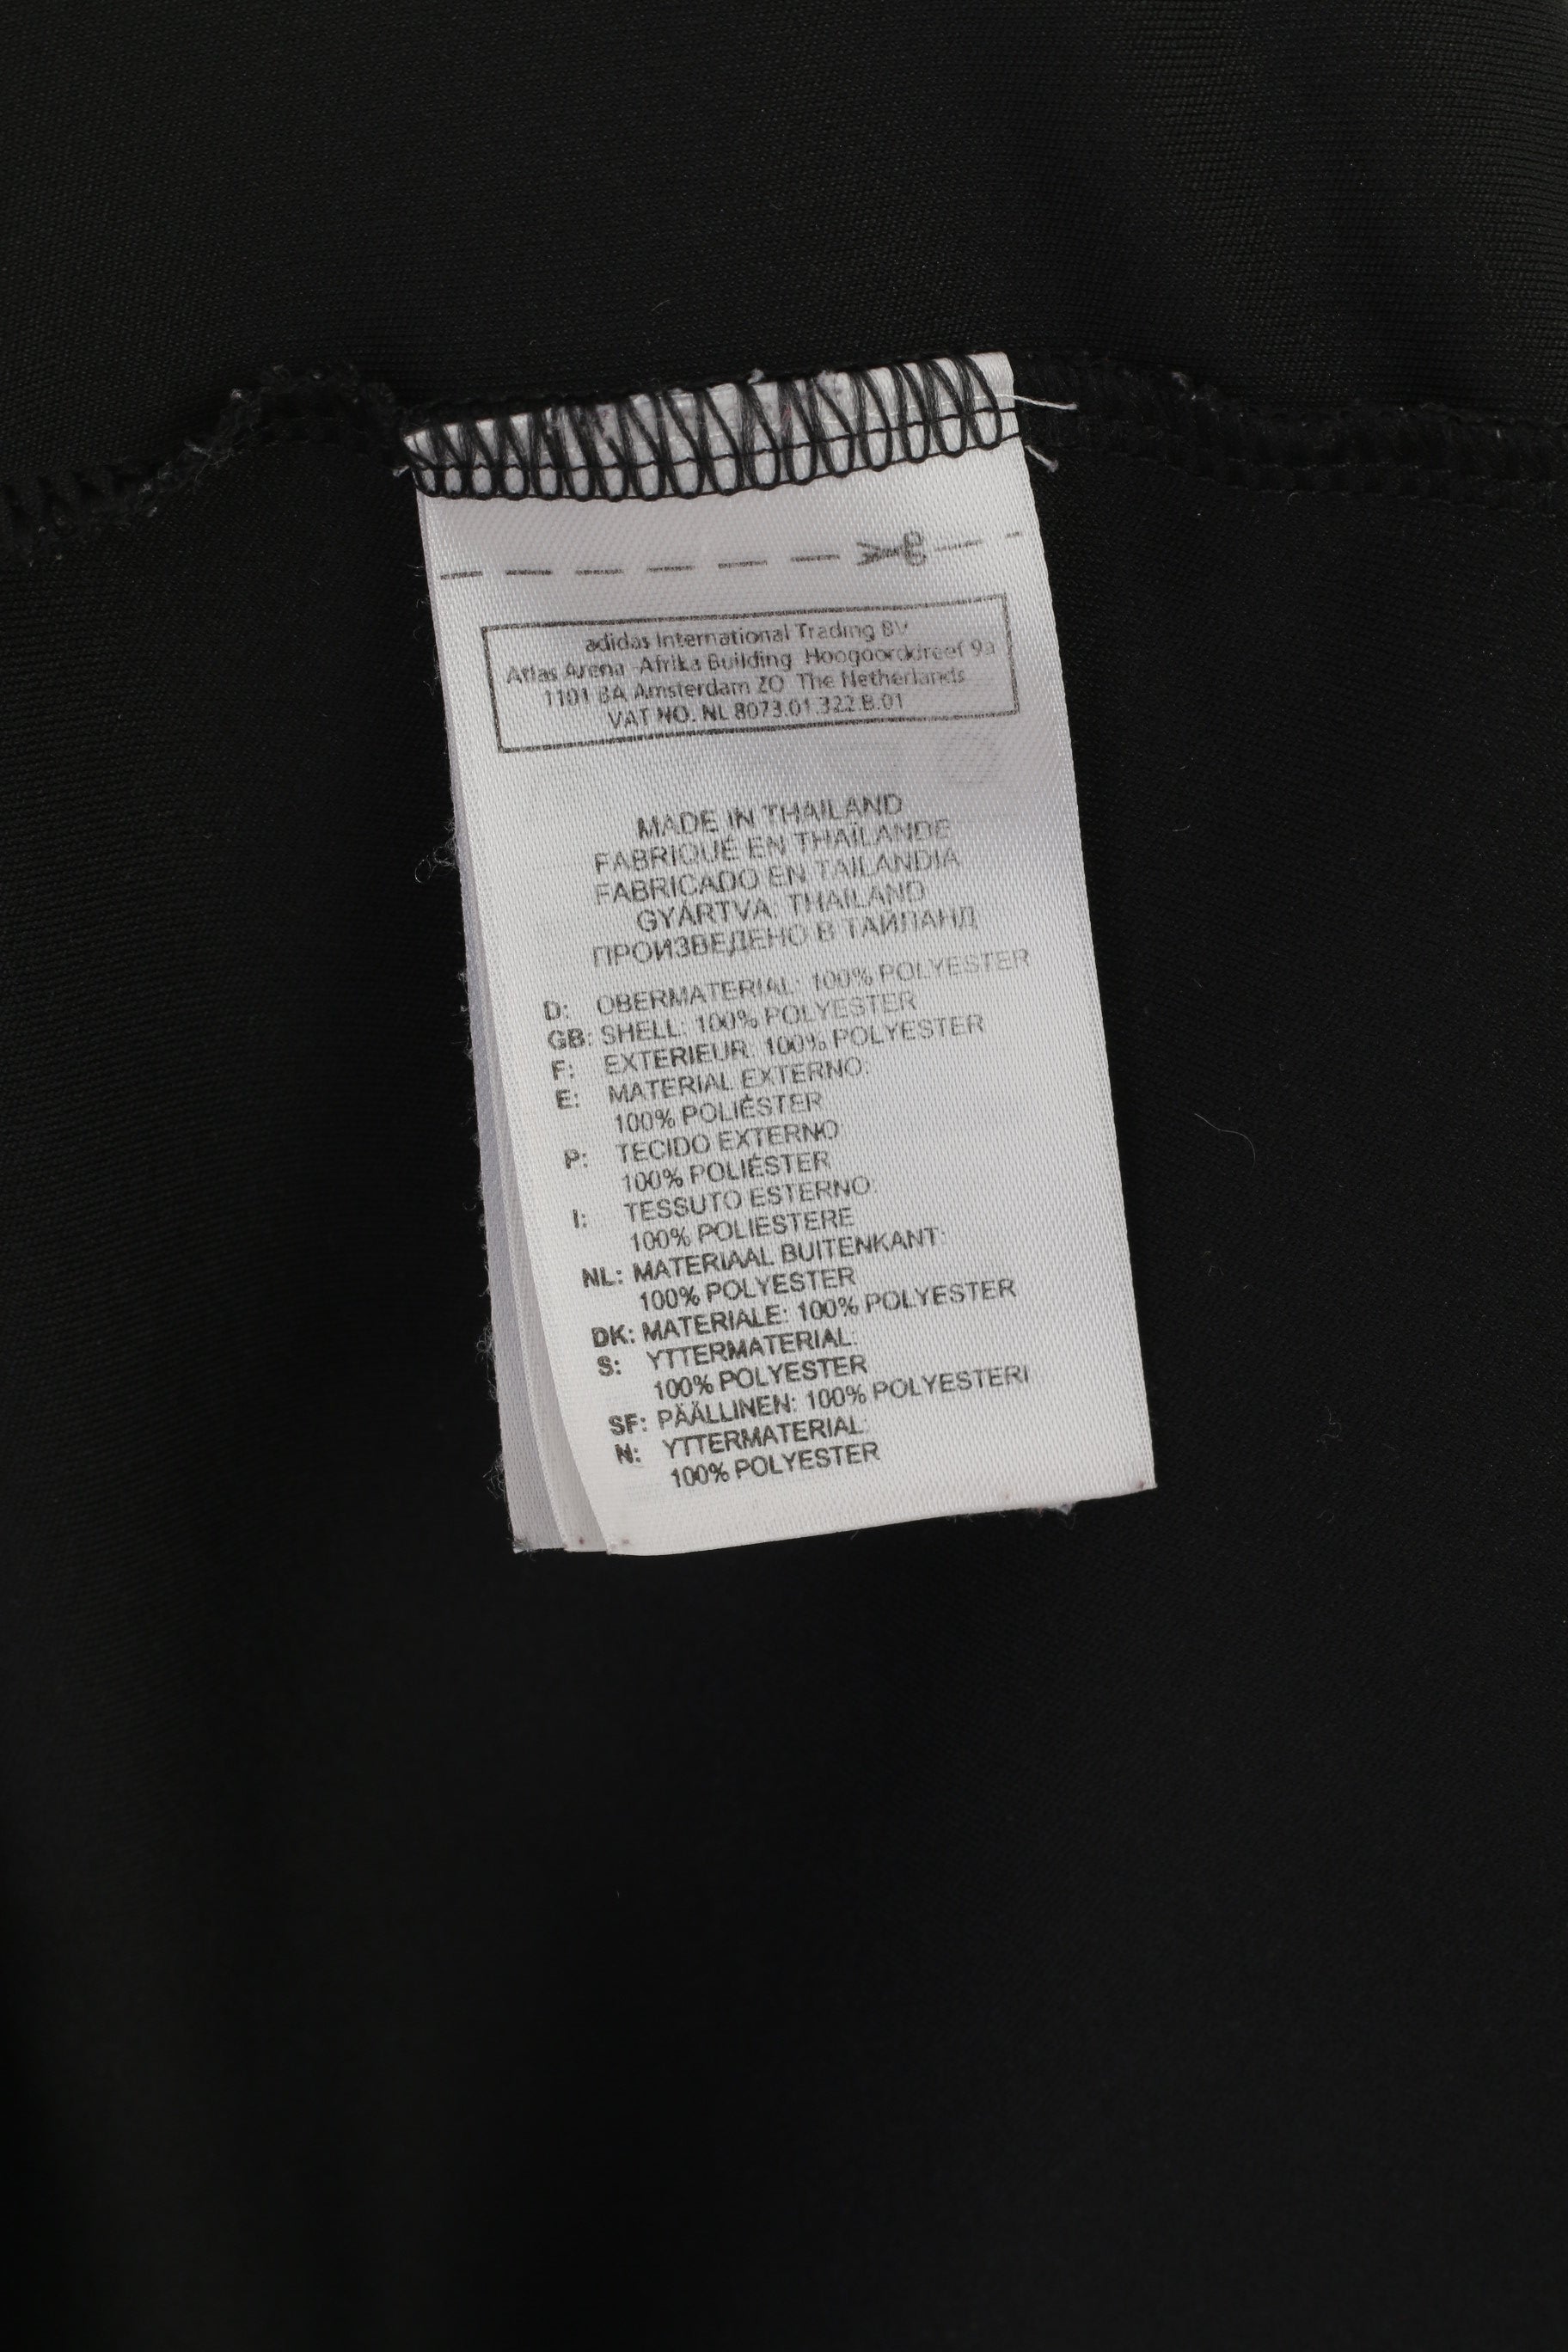 adidas International Trading BV
Atlas Arena Afrika Building Hoogoorddreef 9a
1101 BA Amsterdam ZO The Netherlands
VAT NO. NL 8073.01.322.B.01
MADE IN THAILAND
FABRIQUÉ EN THAÏLANDE
FABRICADO EN TAILANDIA
GYÁRTVA: THAILAND
ПРОИЗВЕДЕНО В ТАЙЛАНД
D: OBERMATERIAL: 100% POLYESTER
GB: SHELL: 100% POLYESTER
F: EXTERIEUR: 100% POLYESTER
E: MATERIAL EXTERNO:
100% POLIÉSTER
P: TECIDO EXTERNO
100% POLIÉSTER
I: TESSUTO ESTERNO:
100% POLIESTERE
NL: MATERIAAL BUITENKANT:
100% POLYESTER
DK: MATERIALE: 100% POLYESTER
S: YTTERMATERIAL:
100% POLYESTER
SF: PÄÄLLINEN: 100% POLYESTERI
N: YTTERMATERIAL:
100% POLYESTER